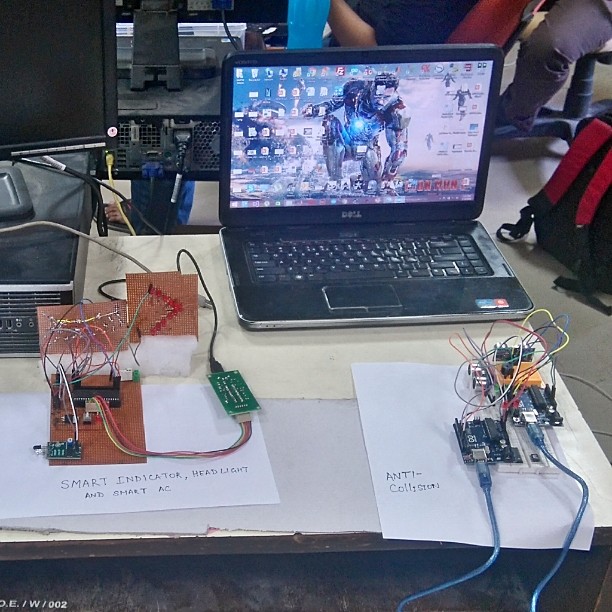 DELL
SMART INDICATOR, HEADLIGHT
AND SMART AC
ANTI-
COLLISION
O.E. / W / 002